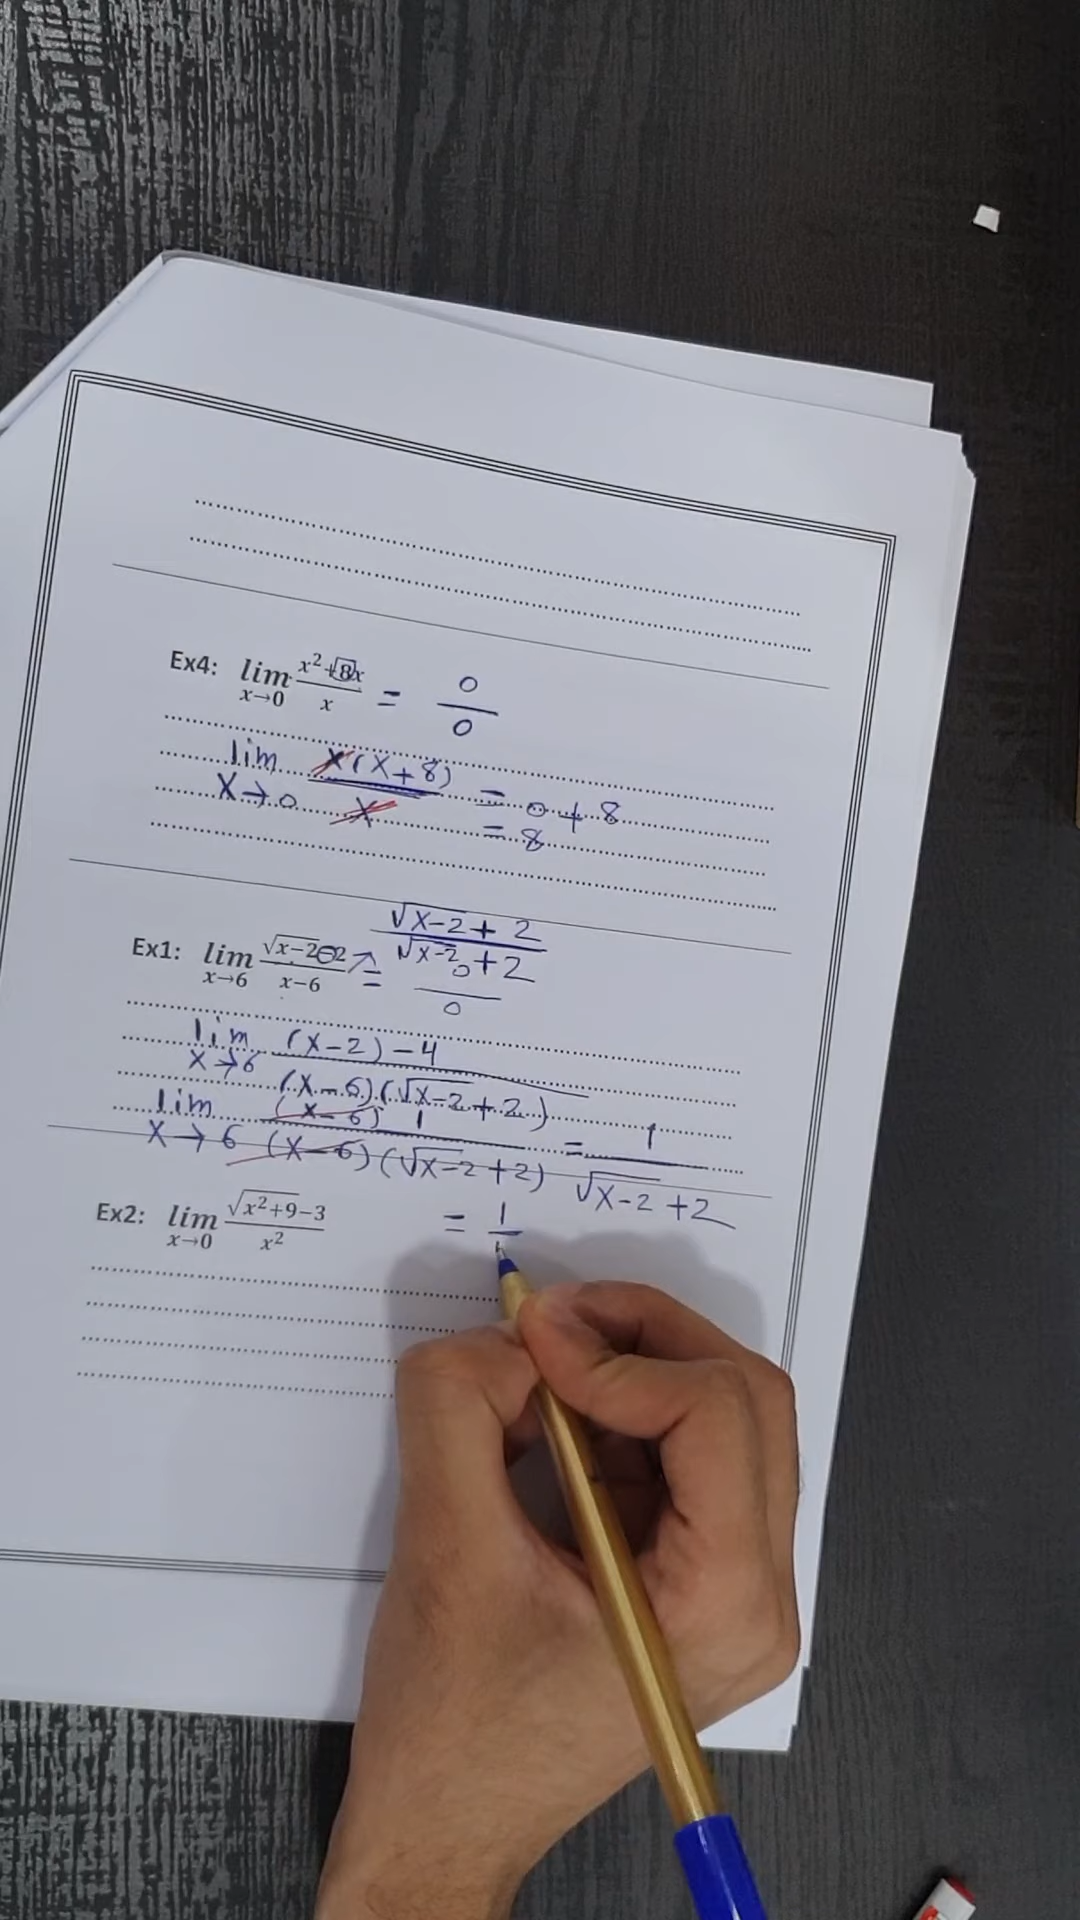 Ex4: lim x→0 (x²+8x)/x = 0/0
lim x→0 x(x+8)/x = 0+8
= 8
Ex1: lim x→6 (√(x-2)-2)/(x-6) × (√(x-2)+2)/(√(x-2)+2) = 0/0
lim x→6 ((x-2)-4)/((x-6)(√(x-2)+2))
lim x→6 (x-6) 1/((x-6)(√(x-2)+2)) = 1/(√(x-2)+2)
= 1/
Ex2: lim x→0 (√(x²+9)-3)/x²